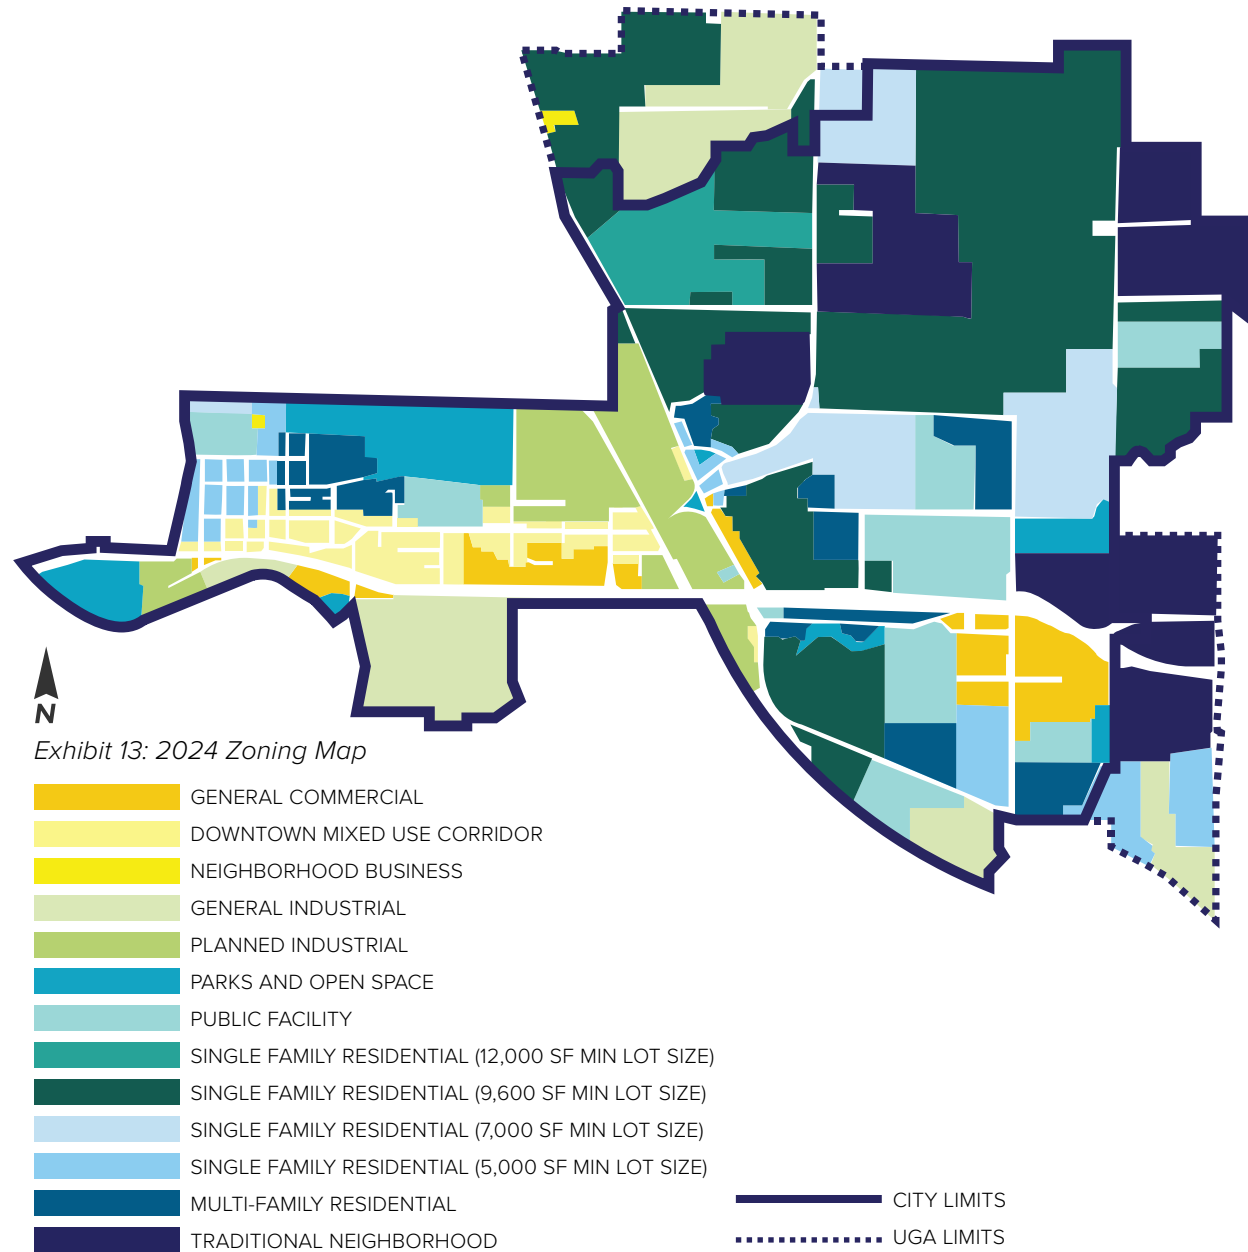 N
Exhibit 13: 2024 Zoning Map
GENERAL COMMERCIAL
DOWNTOWN MIXED USE CORRIDOR
NEIGHBORHOOD BUSINESS
GENERAL INDUSTRIAL
PLANNED INDUSTRIAL
PARKS AND OPEN SPACE
PUBLIC FACILITY
SINGLE FAMILY RESIDENTIAL (12,000 SF MIN LOT SIZE)
SINGLE FAMILY RESIDENTIAL (9,600 SF MIN LOT SIZE)
SINGLE FAMILY RESIDENTIAL (7,000 SF MIN LOT SIZE)
SINGLE FAMILY RESIDENTIAL (5,000 SF MIN LOT SIZE)
MULTI-FAMILY RESIDENTIAL
TRADITIONAL NEIGHBORHOOD
CITY LIMITS
UGA LIMITS